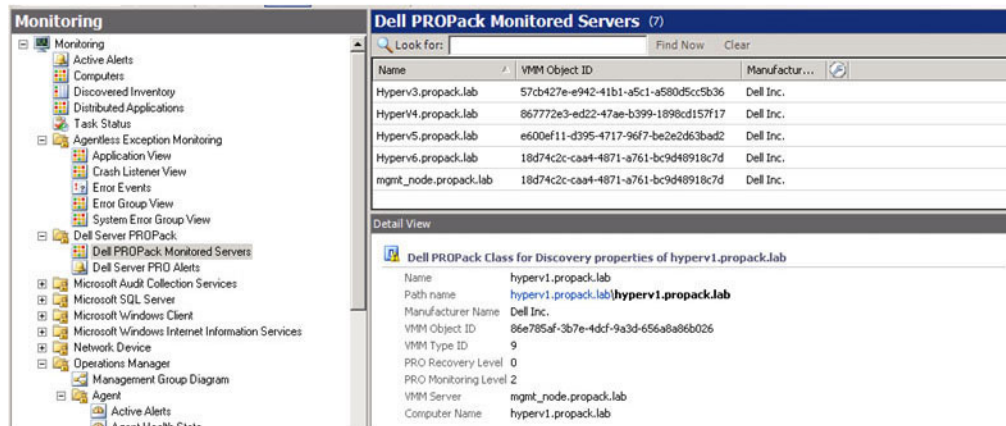 Monitoring
Monitoring
Active Alerts
Computers
Discovered Inventory
Distributed Applications
Task Status
Agentless Exception Monitoring
Application View
Crash Listener View
Error Events
Error Group View
System Error Group View
Dell Server PROPack
Dell PROPack Monitored Servers
Dell Server PRO Alerts
Microsoft Audit Collection Services
Microsoft SQL Server
Microsoft Windows Client
Microsoft Windows Internet Information Services
Network Device
Operations Manager
Management Group Diagram
Agent
Active Alerts
Agent Health State
Dell PROPack Monitored Servers (7)
Look for: Find Now Clear
Name VMM Object ID Manufactur...
Hyperv3.propack.lab 57cb427e-e942-41b1-a5c1-a580d5cc5b36 Dell Inc.
HyperV4.propack.lab 867772e3-ed22-47ae-b399-1898cd157f17 Dell Inc.
Hyperv5.propack.lab e600ef11-d395-4717-96f7-be2e2d63bad2 Dell Inc.
Hyperv6.propack.lab 18d74c2c-caa4-4871-a761-bc9d48918c7d Dell Inc.
mgmt_node.propack.lab 18d74c2c-caa4-4871-a761-bc9d48918c7d Dell Inc.
Detail View
Dell PROPack Class for Discovery properties of hyperv1.propack.lab
Name hyperv1.propack.lab
Path name hyperv1.propack.lab\hyperv1.propack.lab
Manufacturer Name Dell Inc.
VMM Object ID 86e785af-3b7e-4dcf-9a3d-656a8a86b026
VMM Type ID 9
PRO Recovery Level 0
PRO Monitoring Level 2
VMM Server mgmt_node.propack.lab
Computer Name hyperv1.propack.lab